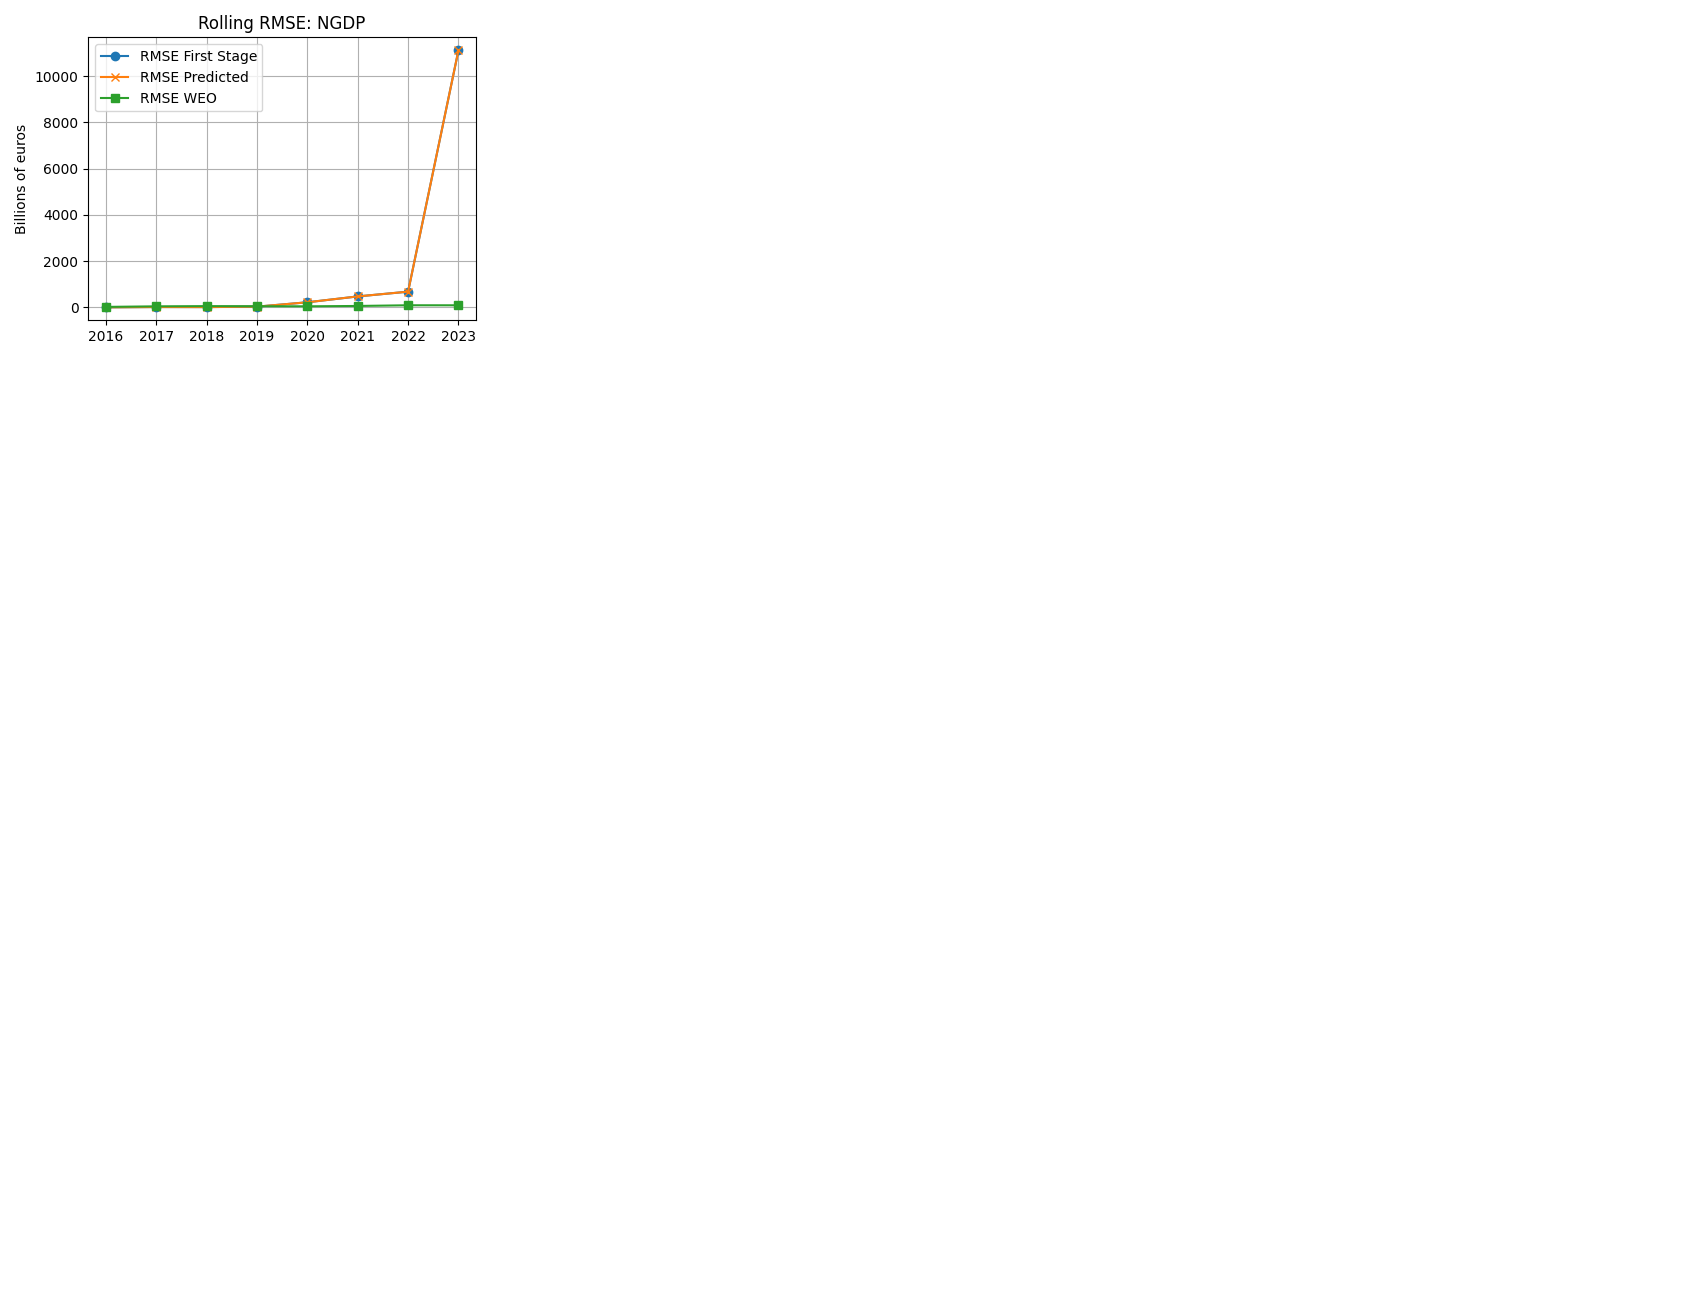 Rolling RMSE: NGDP
RMSE First Stage
RMSE Predicted
RMSE WEO
Billions of euros
10000
8000
6000
4000
2000
0
2016 2017 2018 2019 2020 2021 2022 2023